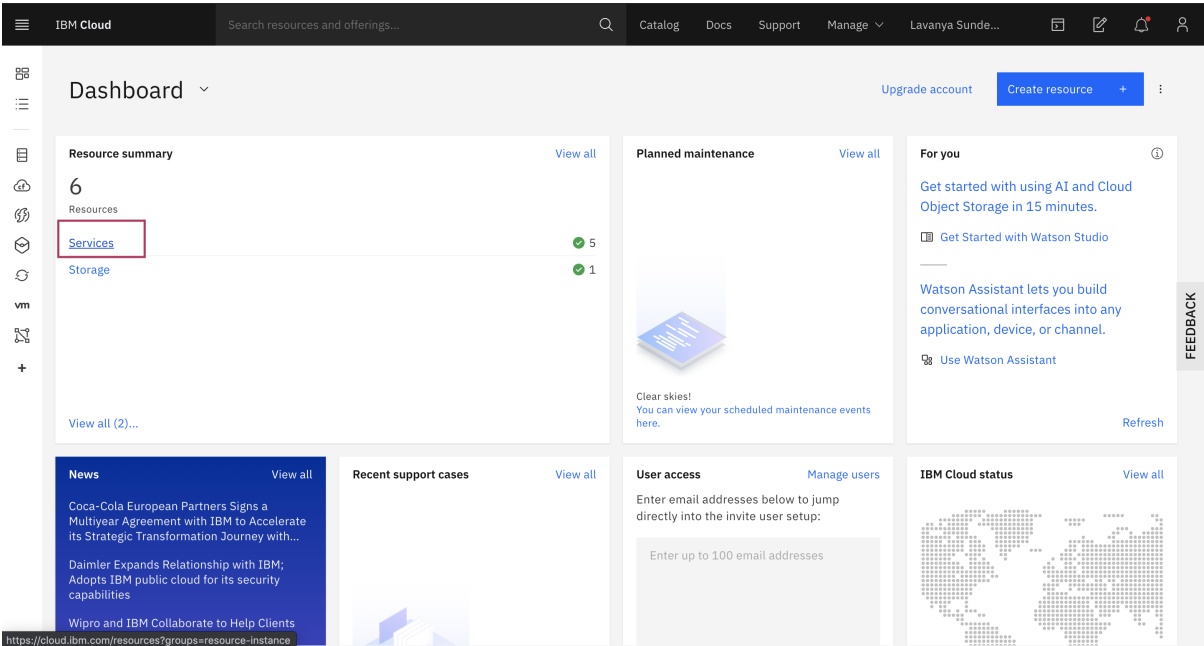 IBM Cloud
Search resources and offerings...
Catalog
Docs
Support
Manage
Lavanya Sunde...
Dashboard
Upgrade account
Create resource +
Resource summary
View all
6
Resources
Services
5
Storage
1
View all (2)...
Planned maintenance
View all
Clear skies!
You can view your scheduled maintenance events
here.
For you
Get started with using AI and Cloud
Object Storage in 15 minutes.
Get Started with Watson Studio
Watson Assistant lets you build
conversational interfaces into any
application, device, or channel.
Use Watson Assistant
Refresh
FEEDBACK
cf
vm
+
News
View all
Coca-Cola European Partners Signs a
Multiyear Agreement with IBM to Accelerate
its Strategic Transformation Journey with...
Daimler Expands Relationship with IBM;
Adopts IBM public cloud for its security
capabilities
Wipro and IBM Collaborate to Help Clients
Recent support cases
View all
User access
Manage users
Enter email addresses below to jump
directly into the invite user setup:
Enter up to 100 email addresses
IBM Cloud status
View all
https://cloud.ibm.com/resources?groups=resource-instance